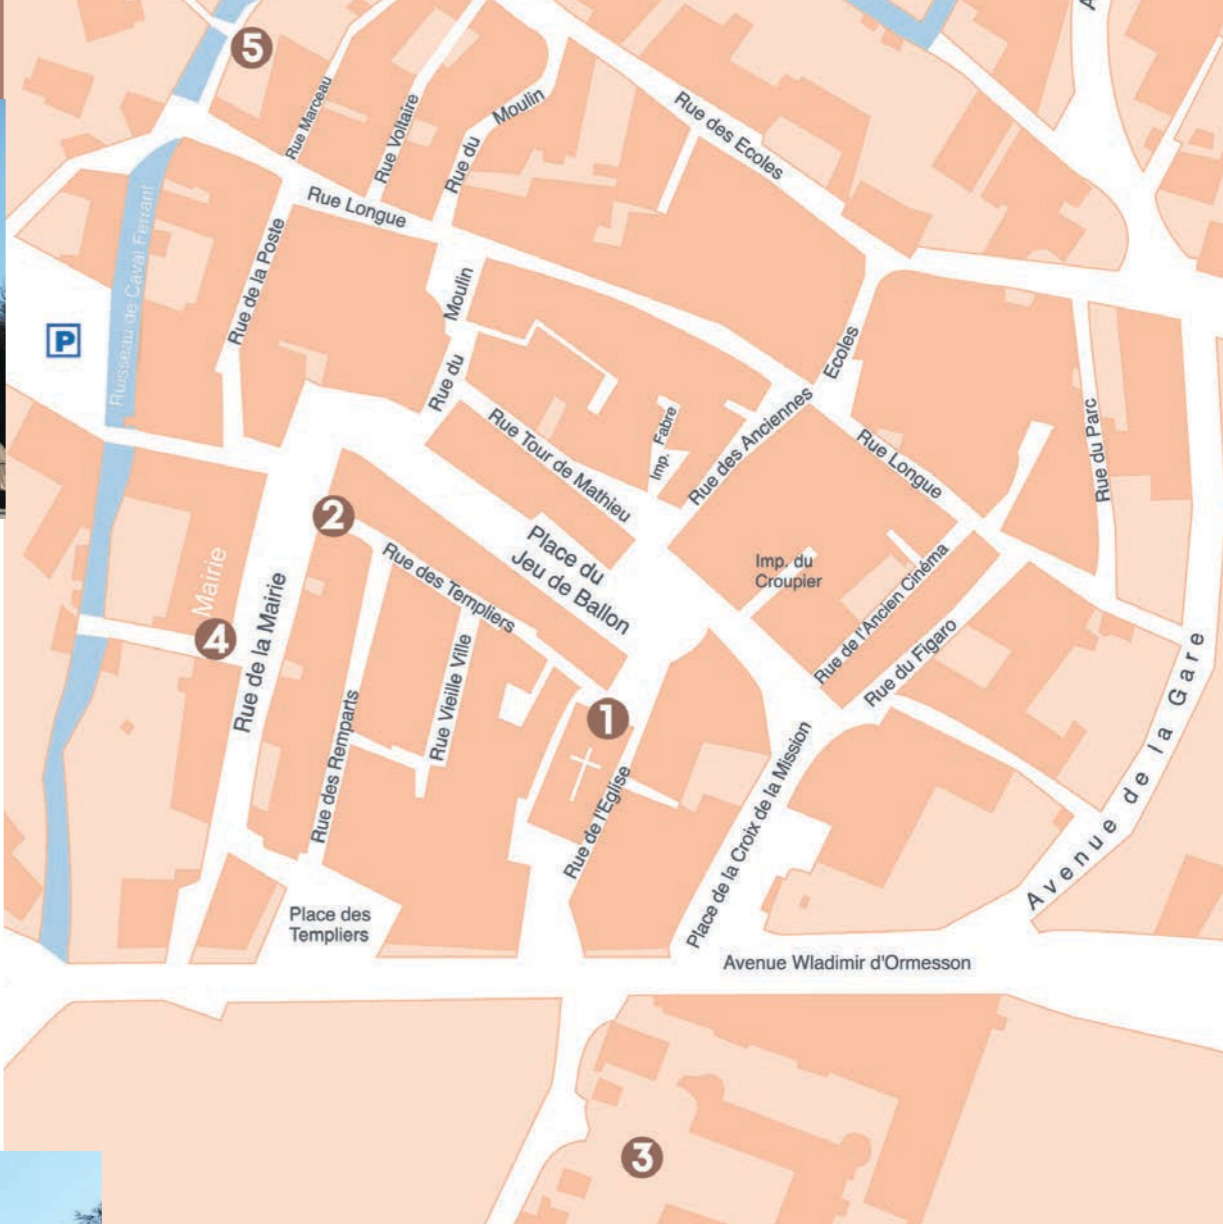 5
Rue Marceau
Rue Voltaire
Rue du
Moulin
Rue des Ecoles
Rue Longue
Ruisseau de Caval Ferrant
Rue de la Poste
P
Moulin
Rue du
Ecoles
Rue des Anciennes
Imp. Fabre
Rue Tour de Mathieu
Rue Longue
Rue du Parc
2
Place du
Jeu de Ballon
Rue des Templiers
Imp. du
Croupier
Mairie
4
Rue de la Mairie
Rue Vieille Ville
Rue des Remparts
1
Rue de l'Eglise
Rue de l'Ancien Cinéma
Rue du Figaro
Place de la Croix de la Mission
Avenue de la Gare
Place des
Templiers
Avenue Wladimir d'Ormesson
3